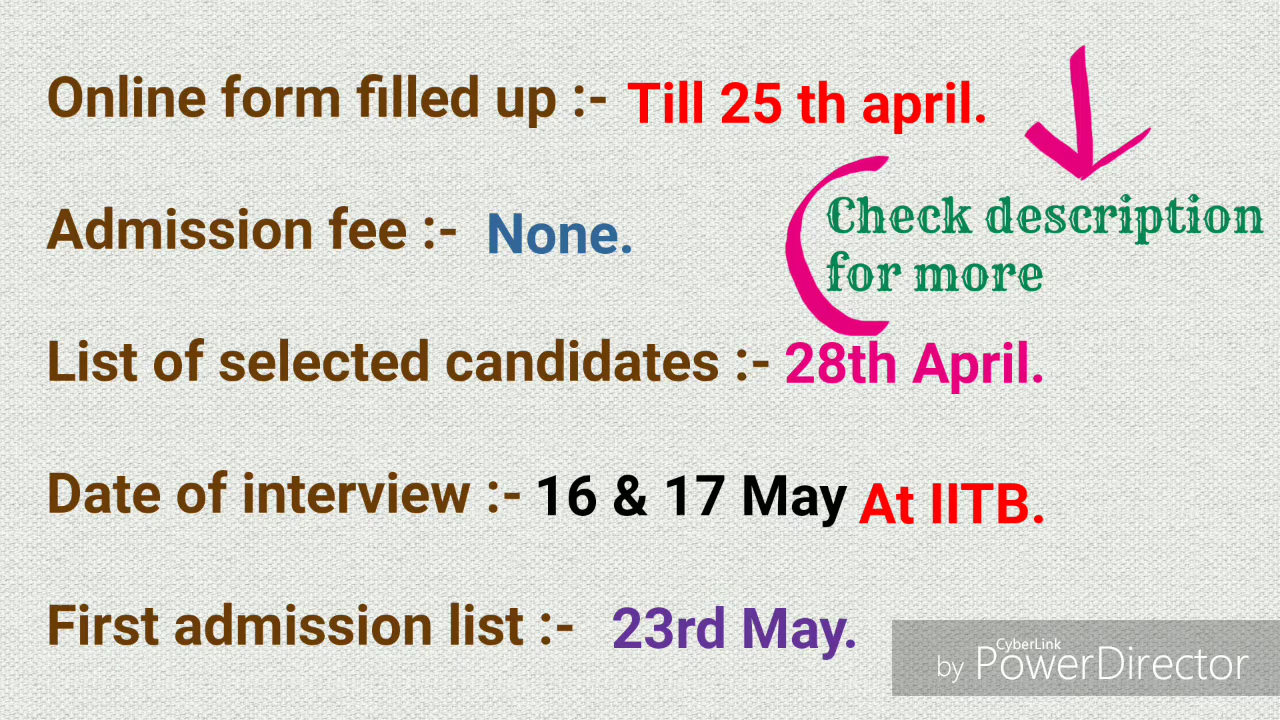 Online form filled up :- Till 25 th april.
Admission fee :- None.
Check description
for more
List of selected candidates :- 28th April.
Date of interview :- 16 & 17 May At IITB.
First admission list :- 23rd May.
CyberLink
by PowerDirector